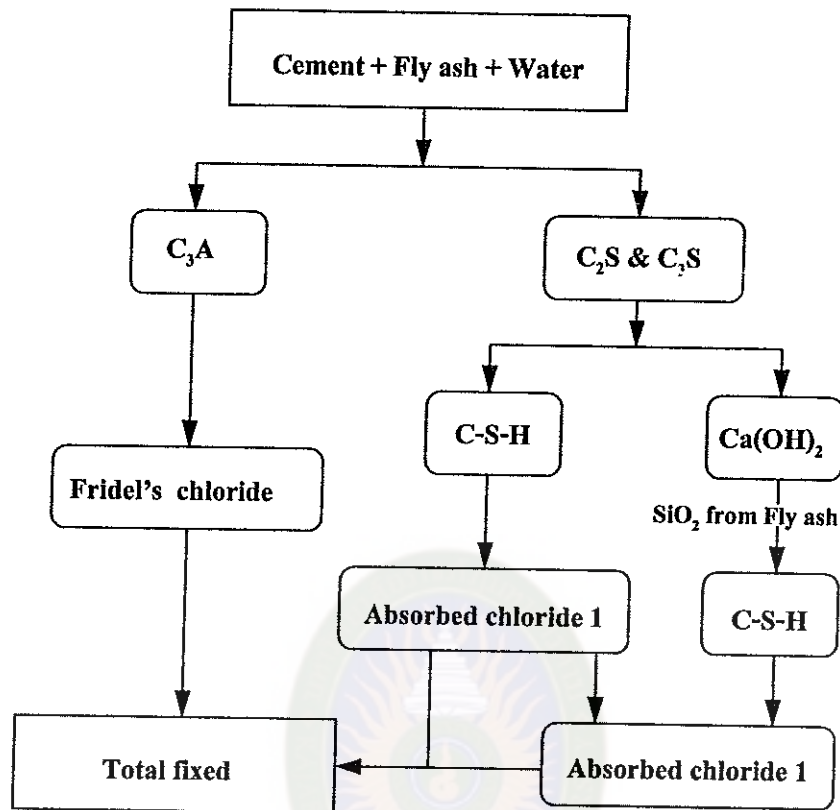 Cement + Fly ash + Water
C₃A
C₂S & C₃S
C-S-H
Ca(OH)₂
Fridel's chloride
SiO₂ from Fly ash
Absorbed chloride 1
C-S-H
Total fixed
Absorbed chloride 1